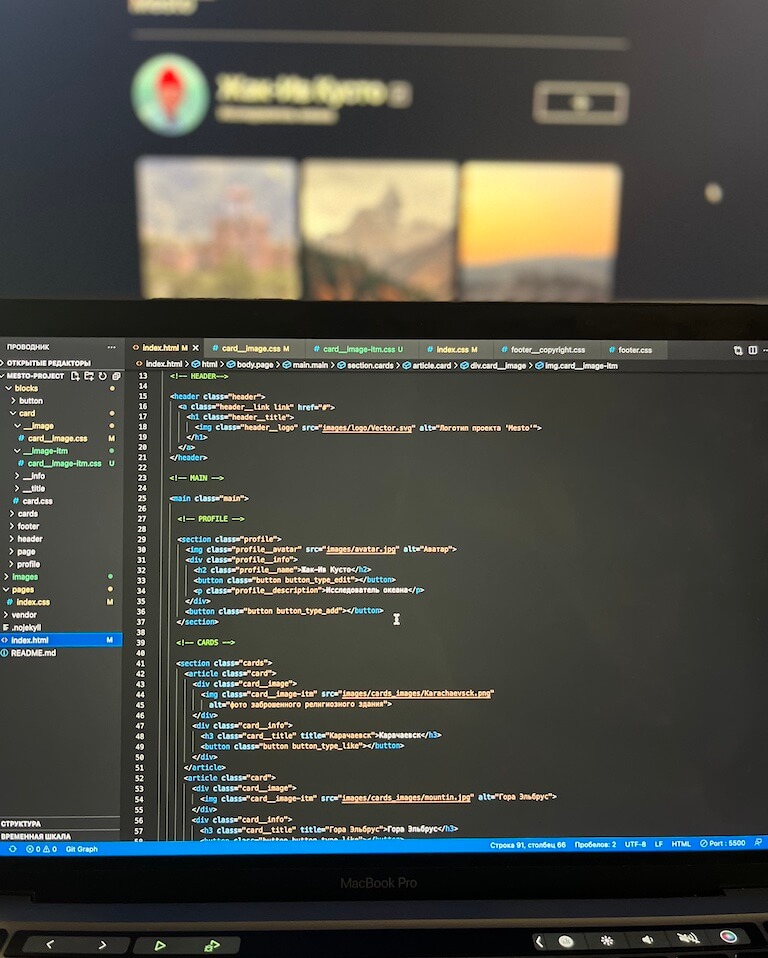 Mesto
Жак-Ив Кусто
ПРОВОДНИК
index.html M
card__image.css M
card__image-itm.css U
index.css M
footer__copyright.css
footer.css
ОТКРЫТЫЕ РЕДАКТОРЫ
index.html > html > body.page > main.main > section.cards > article.card > div.card__image > img.card__image-itm
MESTO-PROJECT
blocks
button
card
__image
card__image.css M
__image-itm
card__image-itm.css U
__info
__title
card.css
cards
footer
header
page
profile
images
pages
index.css M
vendor
.nojekyll
index.html M
README.md
СТРУКТУРА
ВРЕМЕННАЯ ШКАЛА
13 <!-- HEADER-->
14
15 <header class="header">
16 <a class="header__link link" href="#">
17 <h1 class="header__title">
18 <img class="header__logo" src="images/logo/Vector.svg" alt="Логотип проекта 'Mesto'">
19 </h1>
20 </a>
21 </header>
22
23 <!-- MAIN -->
24
25 <main class="main">
26
27 <!-- PROFILE -->
28
29 <section class="profile">
30 <img class="profile__avatar" src="images/avatar.jpg" alt="Аватар">
31 <div class="profile__info">
32 <h2 class="profile__name">Жак-Ив Кусто</h2>
33 <button class="button button_type_edit"></button>
34 <p class="profile__description">Исследователь океана</p>
35 </div>
36 <button class="button button_type_add"></button>
37 </section>
38
39 <!-- CARDS -->
40
41 <section class="cards">
42 <article class="card">
43 <div class="card__image">
44 <img class="card__image-itm" src="images/cards_images/Karachaevsck.png"
45 alt="фото заброшенного религиозного здания">
46 </div>
47 <div class="card__info">
48 <h3 class="card__title" title="Карачаевск">Карачаевск</h3>
49 <button class="button button_type_like"></button>
50 </div>
51 </article>
52 <article class="card">
53 <div class="card__image">
54 <img class="card__image-itm" src="images/cards_images/mountin.jpg" alt="Гора Эльбрус">
55 </div>
56 <div class="card__info">
57 <h3 class="card__title" title="Гора Эльбрус">Гора Эльбрус</h3>
58 <button class="button button_type_like"></button>
0 0 Git Graph
Строка 91, столбец 66 Пробелов: 2 UTF-8 LF HTML Port : 5500
MacBook Pro